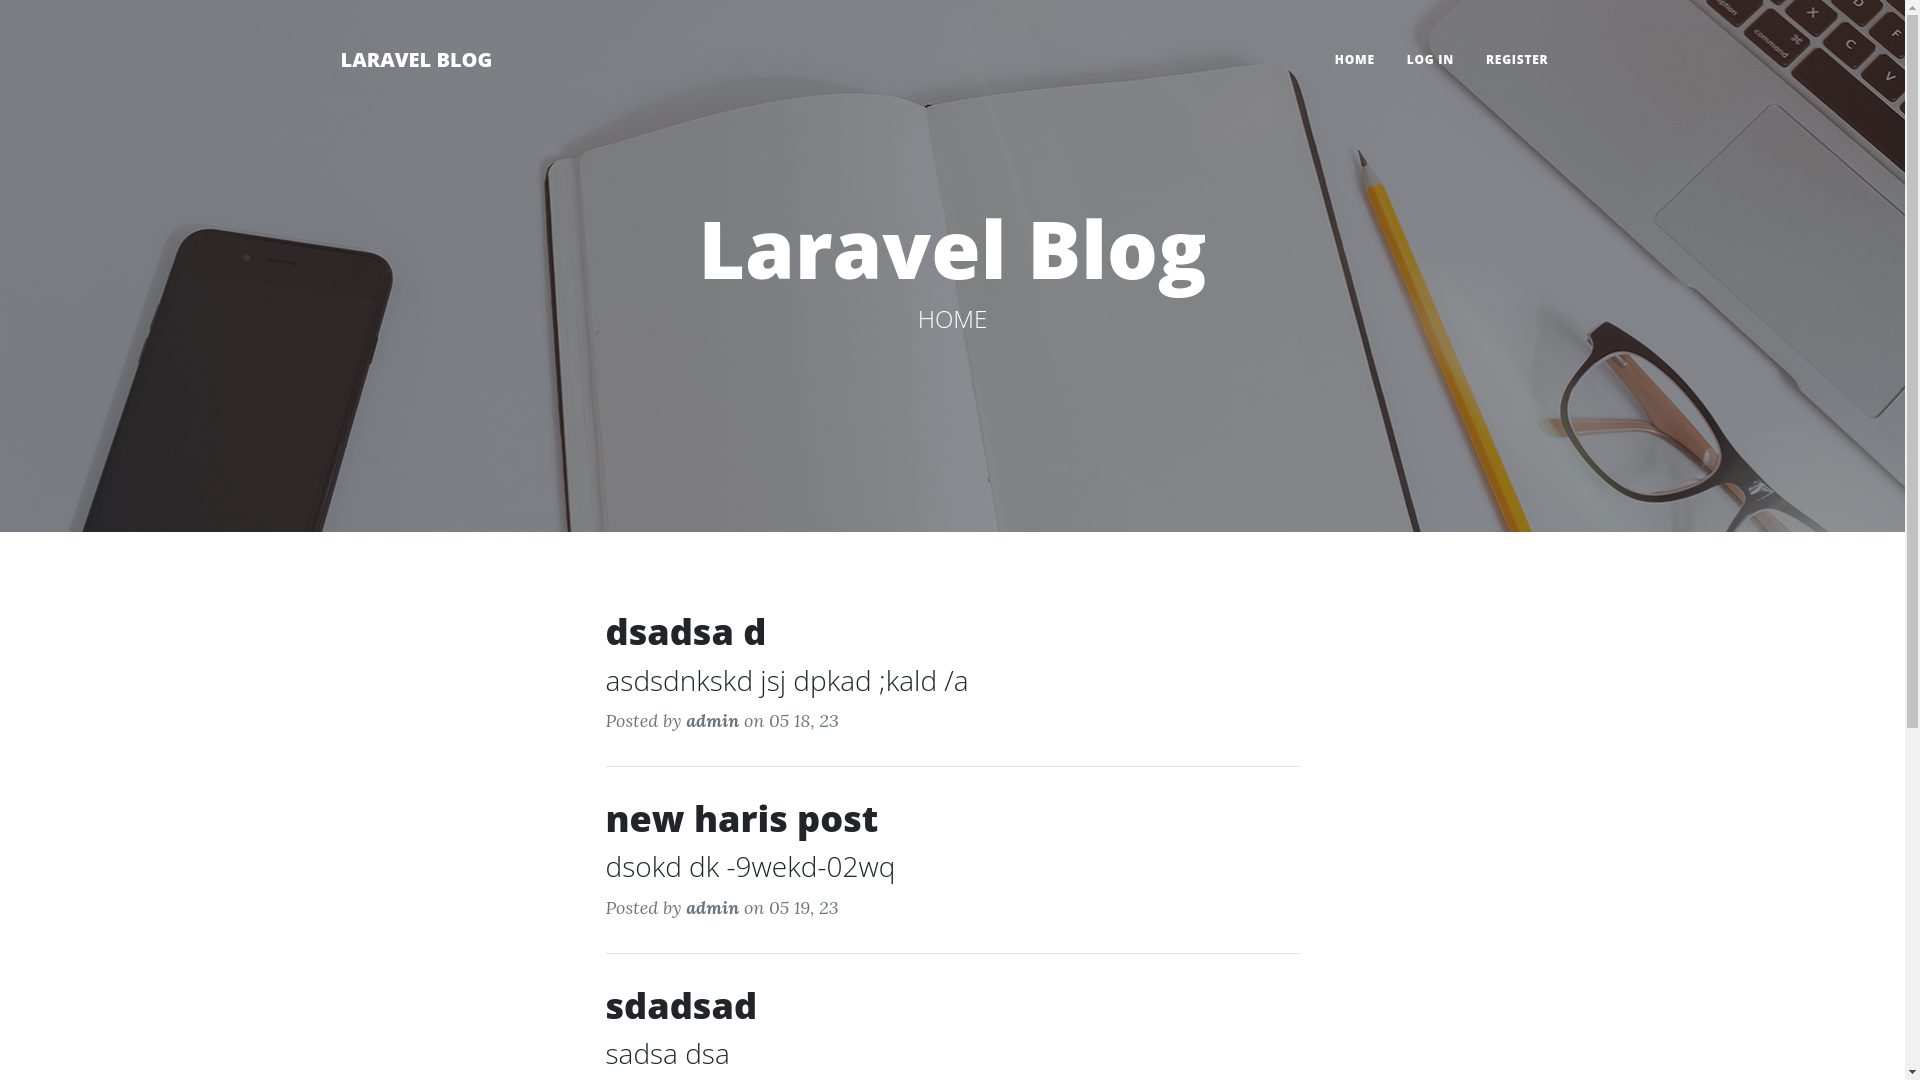 LARAVEL BLOG
HOME
LOG IN
REGISTER
Laravel Blog
HOME
dsadsa d
asdsdnkskd jsj dpkad ;kald /a
Posted by admin on 05 18, 23
new haris post
dsokd dk -9wekd-02wq
Posted by admin on 05 19, 23
sdadsad
sadsa dsa
option
command
X
C
D
F
V